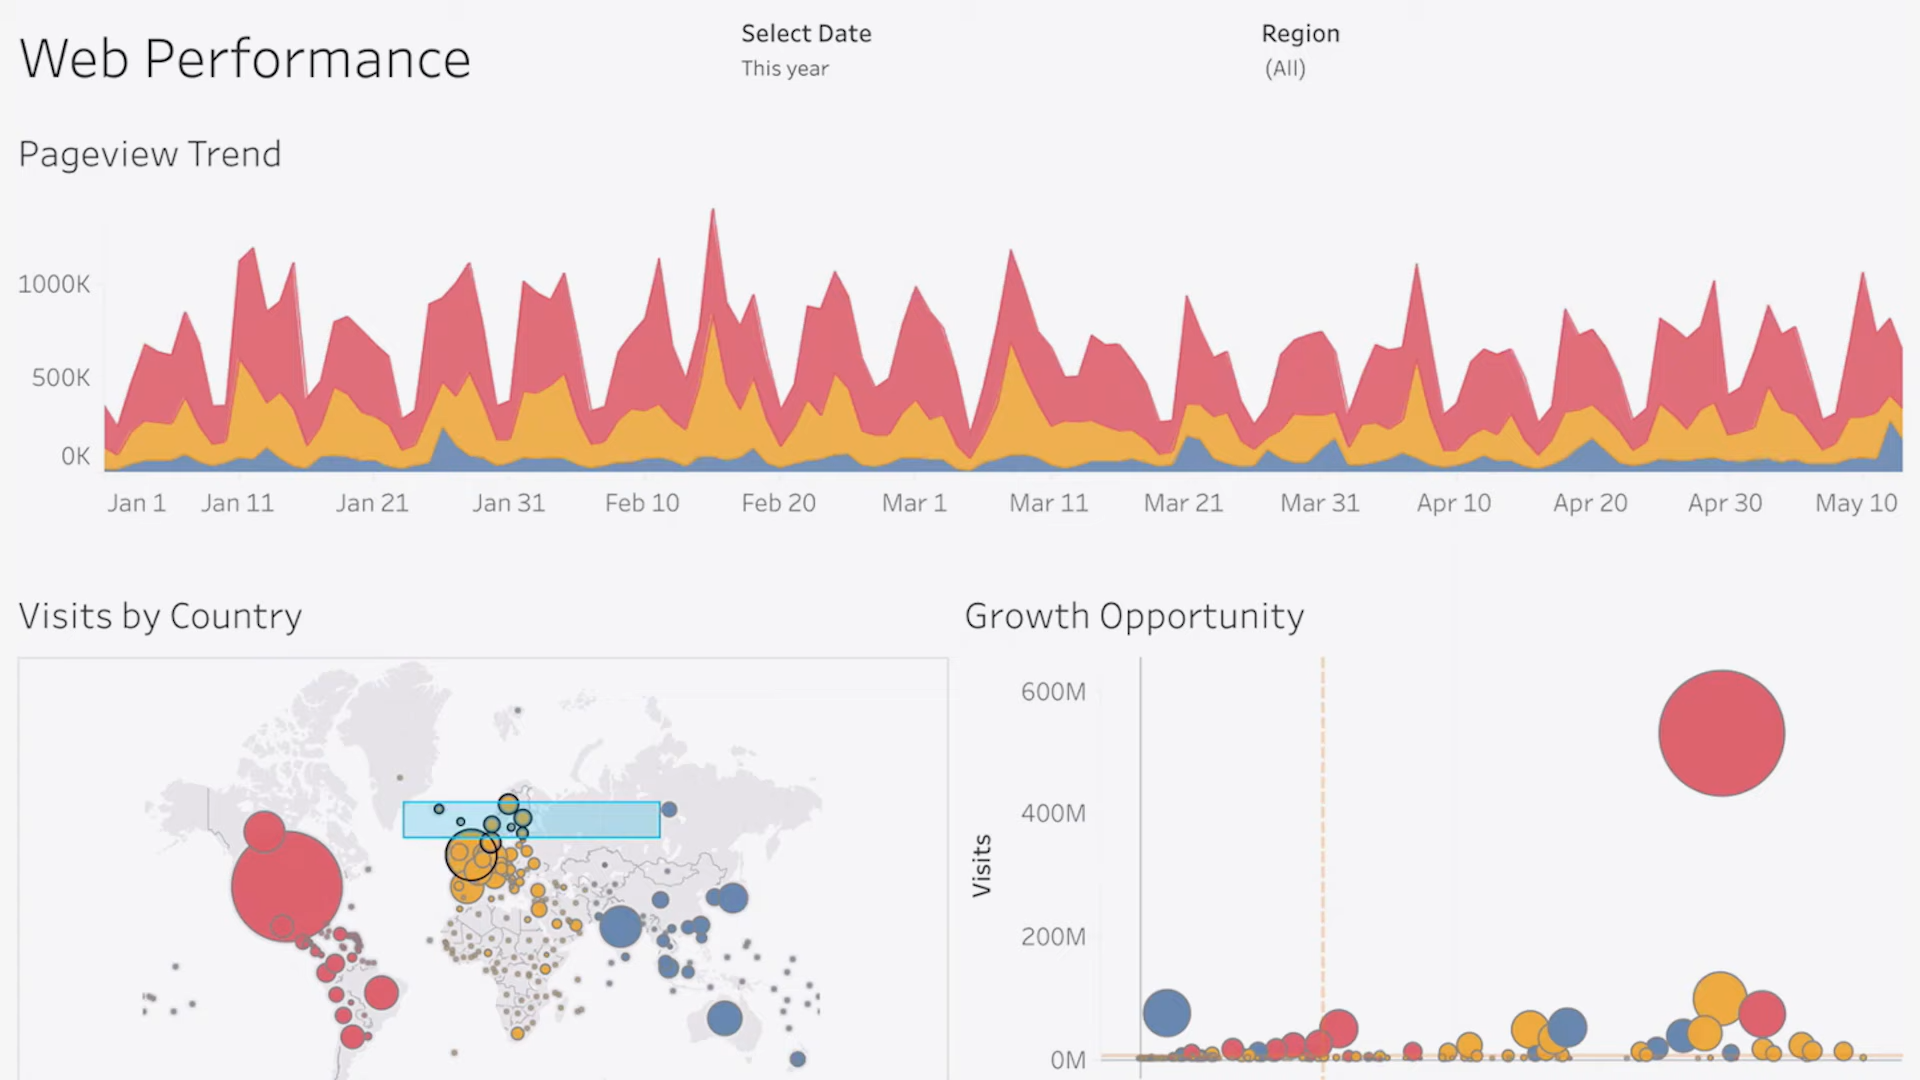 Web Performance
Select Date
This year
Region
(All)
Pageview Trend
1000K
500K
0K
Jan 1 Jan 11 Jan 21 Jan 31 Feb 10 Feb 20 Mar 1 Mar 11 Mar 21 Mar 31 Apr 10 Apr 20 Apr 30 May 10
Visits by Country
Growth Opportunity
Visits
600M
400M
200M
0M